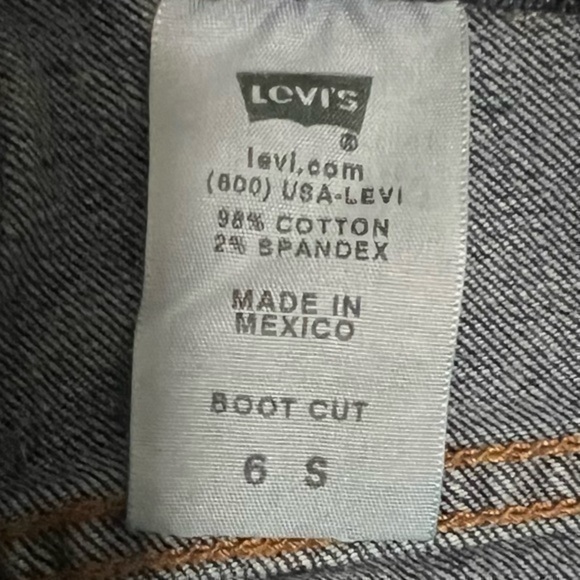 LEVI'S
®
levi.com
(800) USA-LEVI
98% COTTON
2% SPANDEX
MADE IN
MEXICO
BOOT CUT
6 S